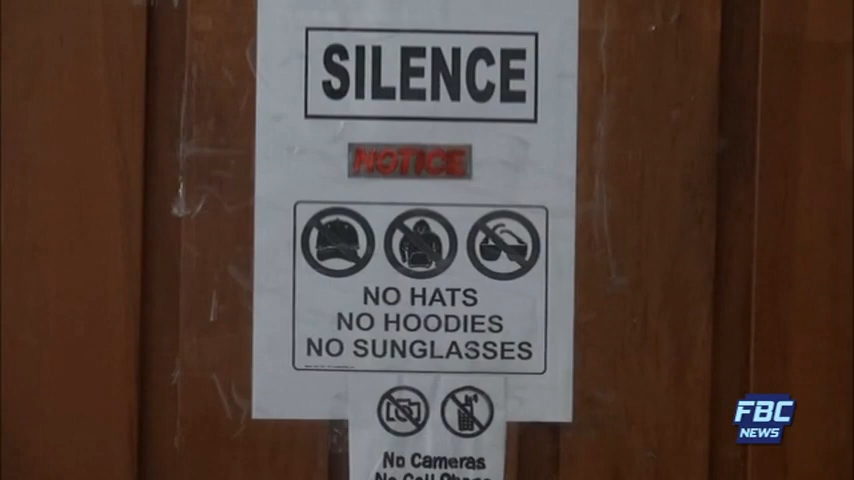 SILENCE
NOTICE
NO HATS
NO HOODIES
NO SUNGLASSES
No Cameras
No Cell Phone
FBC
NEWS